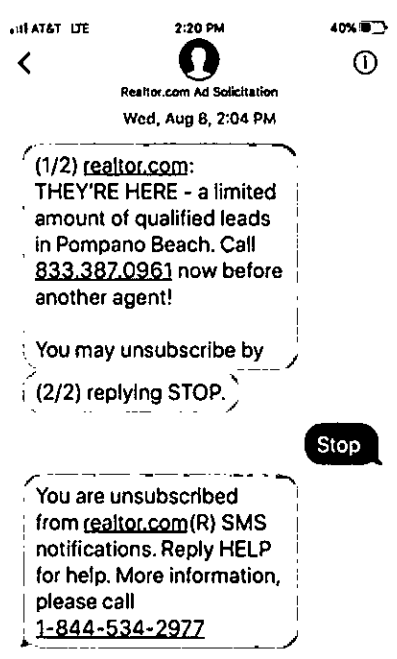 AT&T LTE 2:20 PM 40%
Realtor.com Ad Solicitation
Wed, Aug 8, 2:04 PM
(1/2) realtor.com:
THEY'RE HERE - a limited
amount of qualified leads
in Pompano Beach. Call
833.387.0961 now before
another agent!
You may unsubscribe by
(2/2) replying STOP.
Stop
You are unsubscribed
from realtor.com(R) SMS
notifications. Reply HELP
for help. More information,
please call
1-844-534-2977